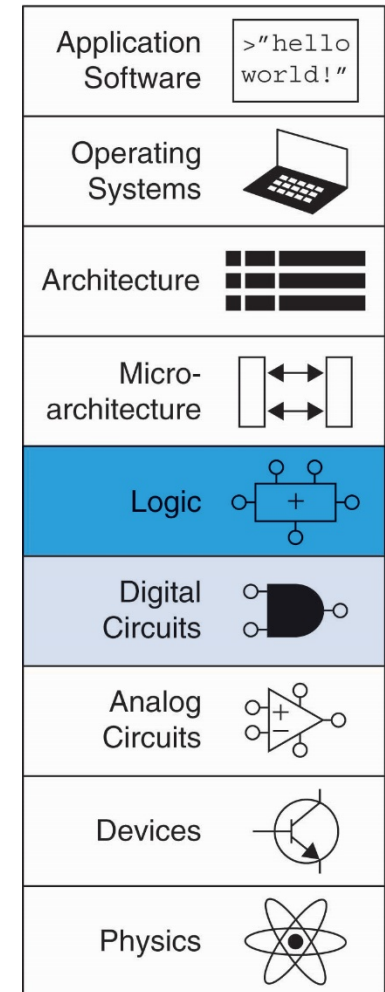 Application
Software
>"hello
world!"
Operating
Systems
Architecture
Micro-
architecture
Logic
+
Digital
Circuits
Analog
Circuits
+
−
Devices
Physics